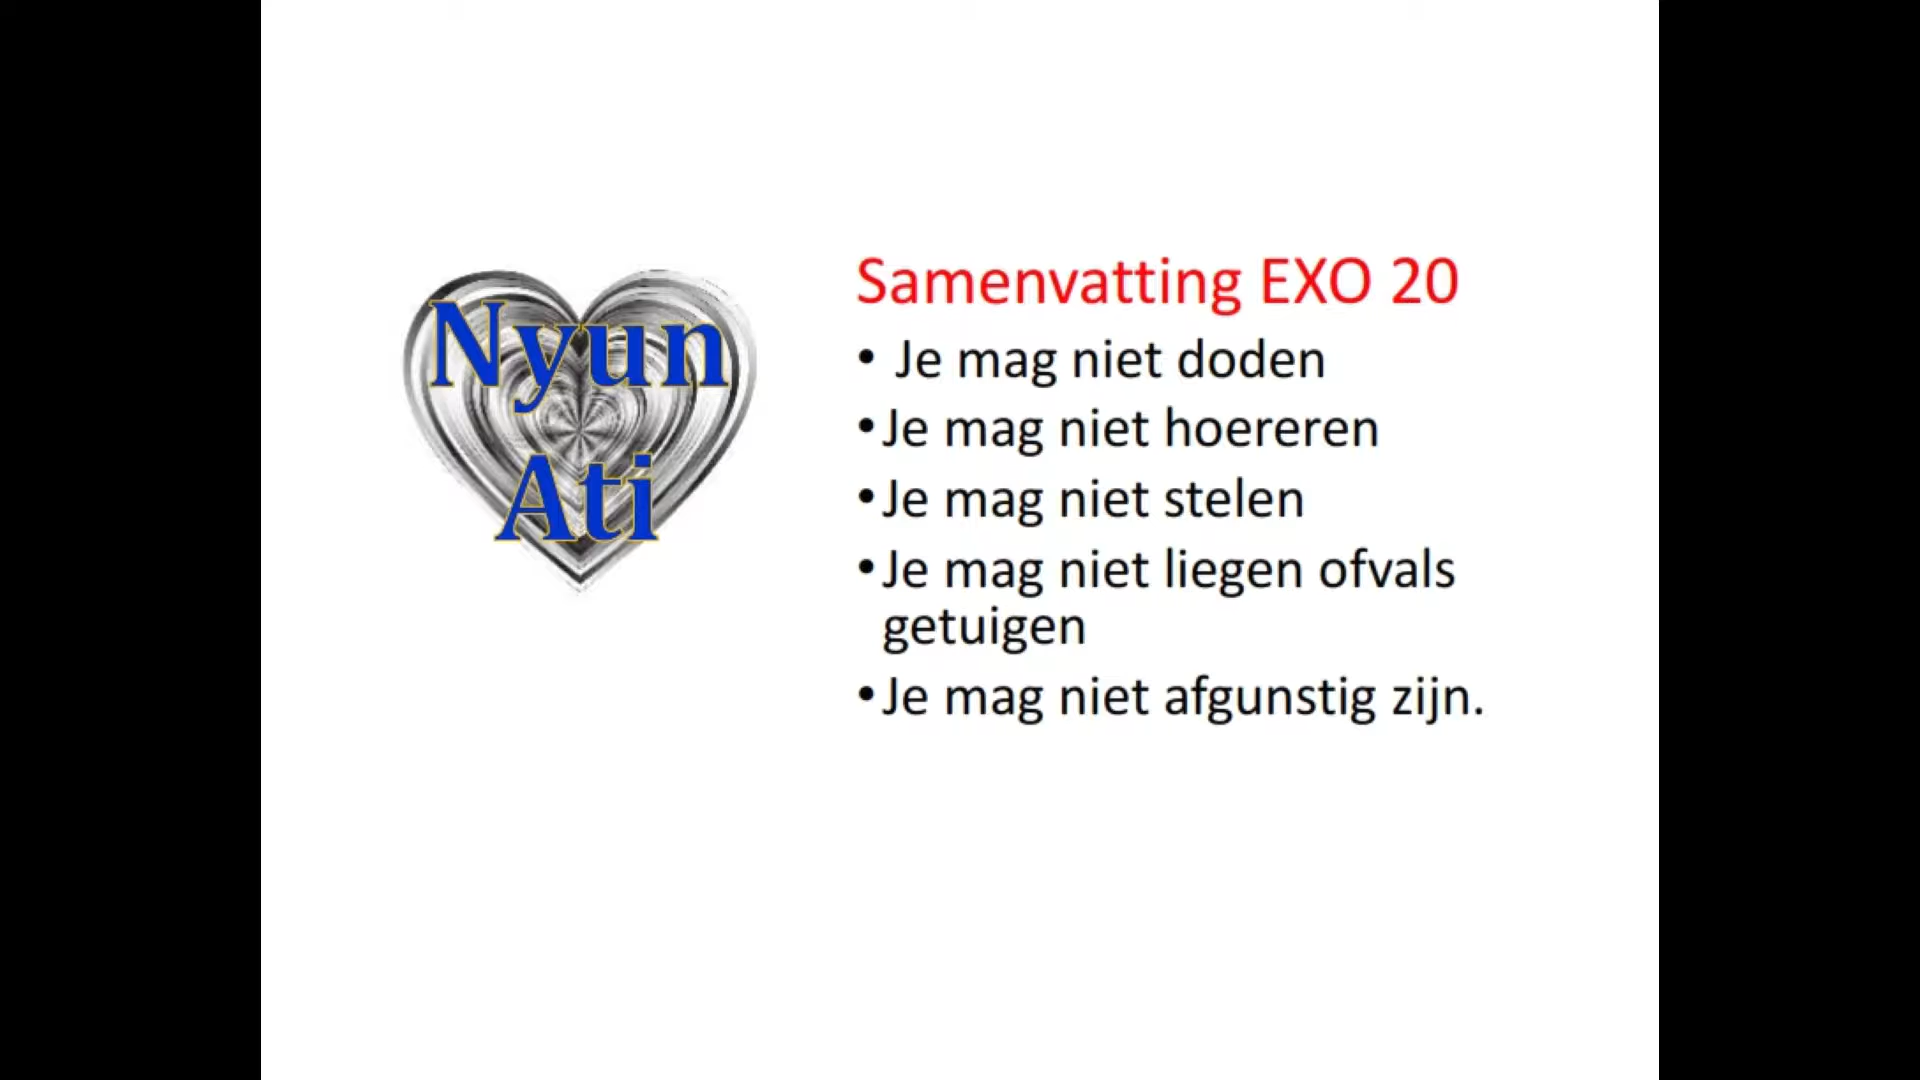 Nyun
Ati
Samenvatting EXO 20
• Je mag niet doden
• Je mag niet hoereren
• Je mag niet stelen
• Je mag niet liegen ofvals
getuigen
• Je mag niet afgunstig zijn.